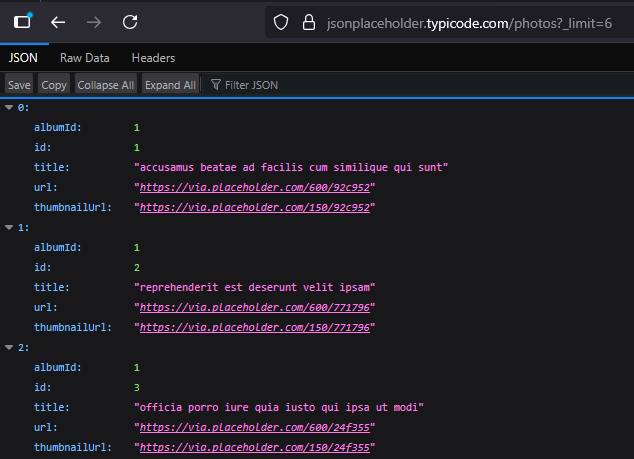 jsonplaceholder.typicode.com/photos?_limit=6
JSON Raw Data Headers
Save Copy Collapse All Expand All Filter JSON
0:
albumId: 1
id: 1
title: "accusamus beatae ad facilis cum similique qui sunt"
url: "https://via.placeholder.com/600/92c952"
thumbnailUrl: "https://via.placeholder.com/150/92c952"
1:
albumId: 1
id: 2
title: "reprehenderit est deserunt velit ipsam"
url: "https://via.placeholder.com/600/771796"
thumbnailUrl: "https://via.placeholder.com/150/771796"
2:
albumId: 1
id: 3
title: "officia porro iure quia iusto qui ipsa ut modi"
url: "https://via.placeholder.com/600/24f355"
thumbnailUrl: "https://via.placeholder.com/150/24f355"